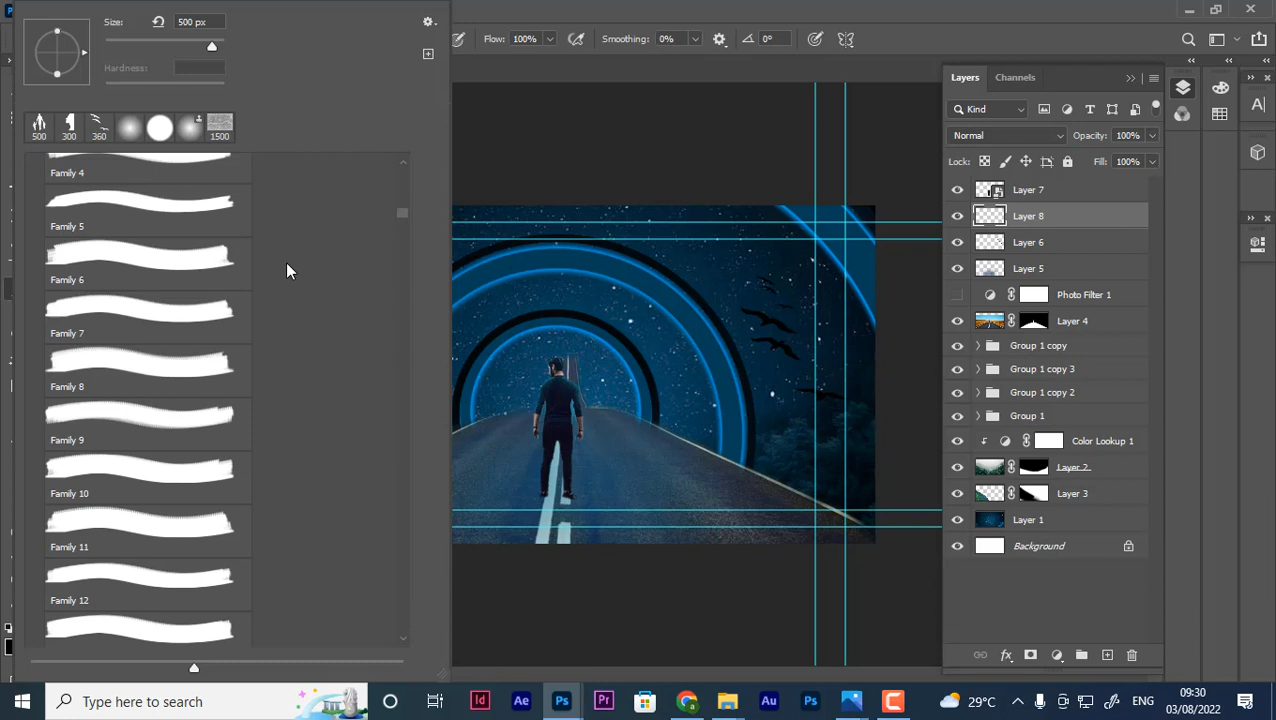 Size:
500 px
Hardness:
500
300
360
1500
Family 4
Family 5
Family 6
Family 7
Family 8
Family 9
Family 10
Family 11
Family 12
Flow: 100%
Smoothing: 0%
0°
Layers
Channels
Kind
Normal
Opacity: 100%
Lock:
Fill: 100%
Layer 7
Layer 8
Layer 6
Layer 5
Photo Filter 1
Layer 4
Group 1 copy
Group 1 copy 3
Group 1 copy 2
Group 1
Color Lookup 1
Layer 2
Layer 3
Layer 1
Background
fx
Type here to search
Id
Ae
Ps
Pr
Au
Ps
29°C
ENG
09:30
03/08/2022